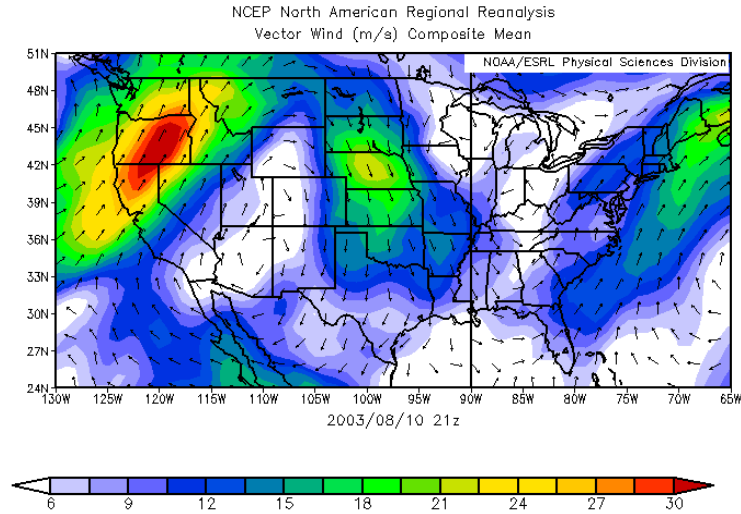 NCEP North American Regional Reanalysis
Vector Wind (m/s) Composite Mean
NOAA/ESRL Physical Sciences Division
51N
48N
45N
42N
39N
36N
33N
30N
27N
24N
130W 125W 120W 115W 110W 105W 100W 95W 90W 85W 80W 75W 70W 65W
2003/08/10 21z
6 9 12 15 18 21 24 27 30